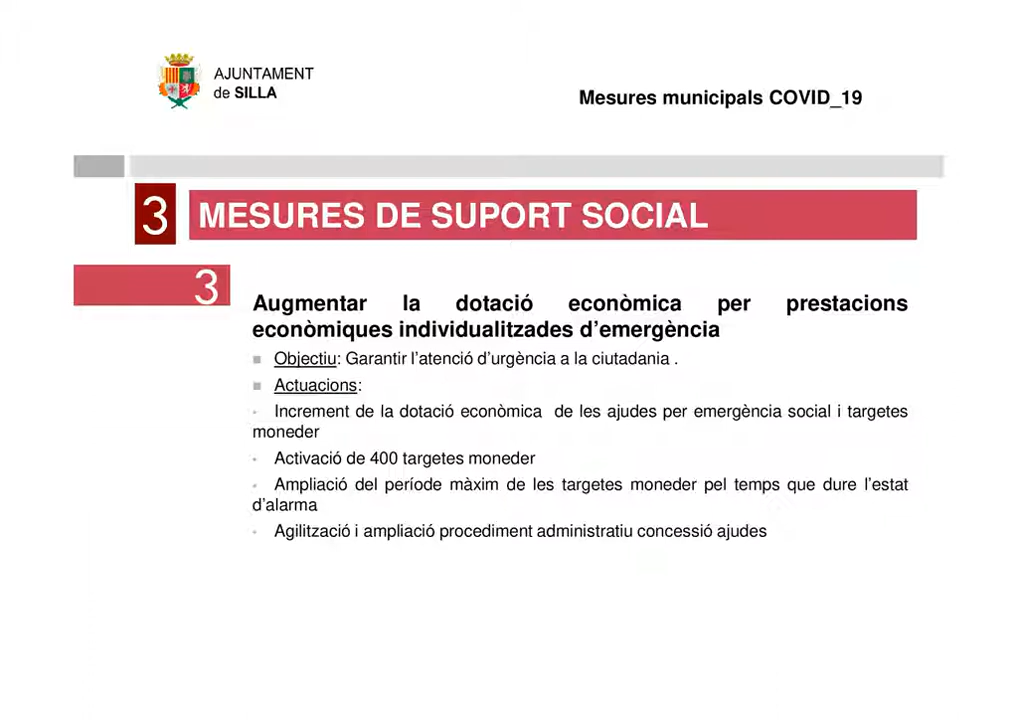 AJUNTAMENT
de SILLA
Mesures municipals COVID_19
3
MESURES DE SUPORT SOCIAL
3
Augmentar la dotació econòmica per prestacions
econòmiques individualitzades d’emergència
Objectiu: Garantir l’atenció d’urgència a la ciutadania .
Actuacions:
Increment de la dotació econòmica de les ajudes per emergència social i targetes
moneder
Activació de 400 targetes moneder
Ampliació del període màxim de les targetes moneder pel temps que dure l’estat
d’alarma
Agilització i ampliació procediment administratiu concessió ajudes